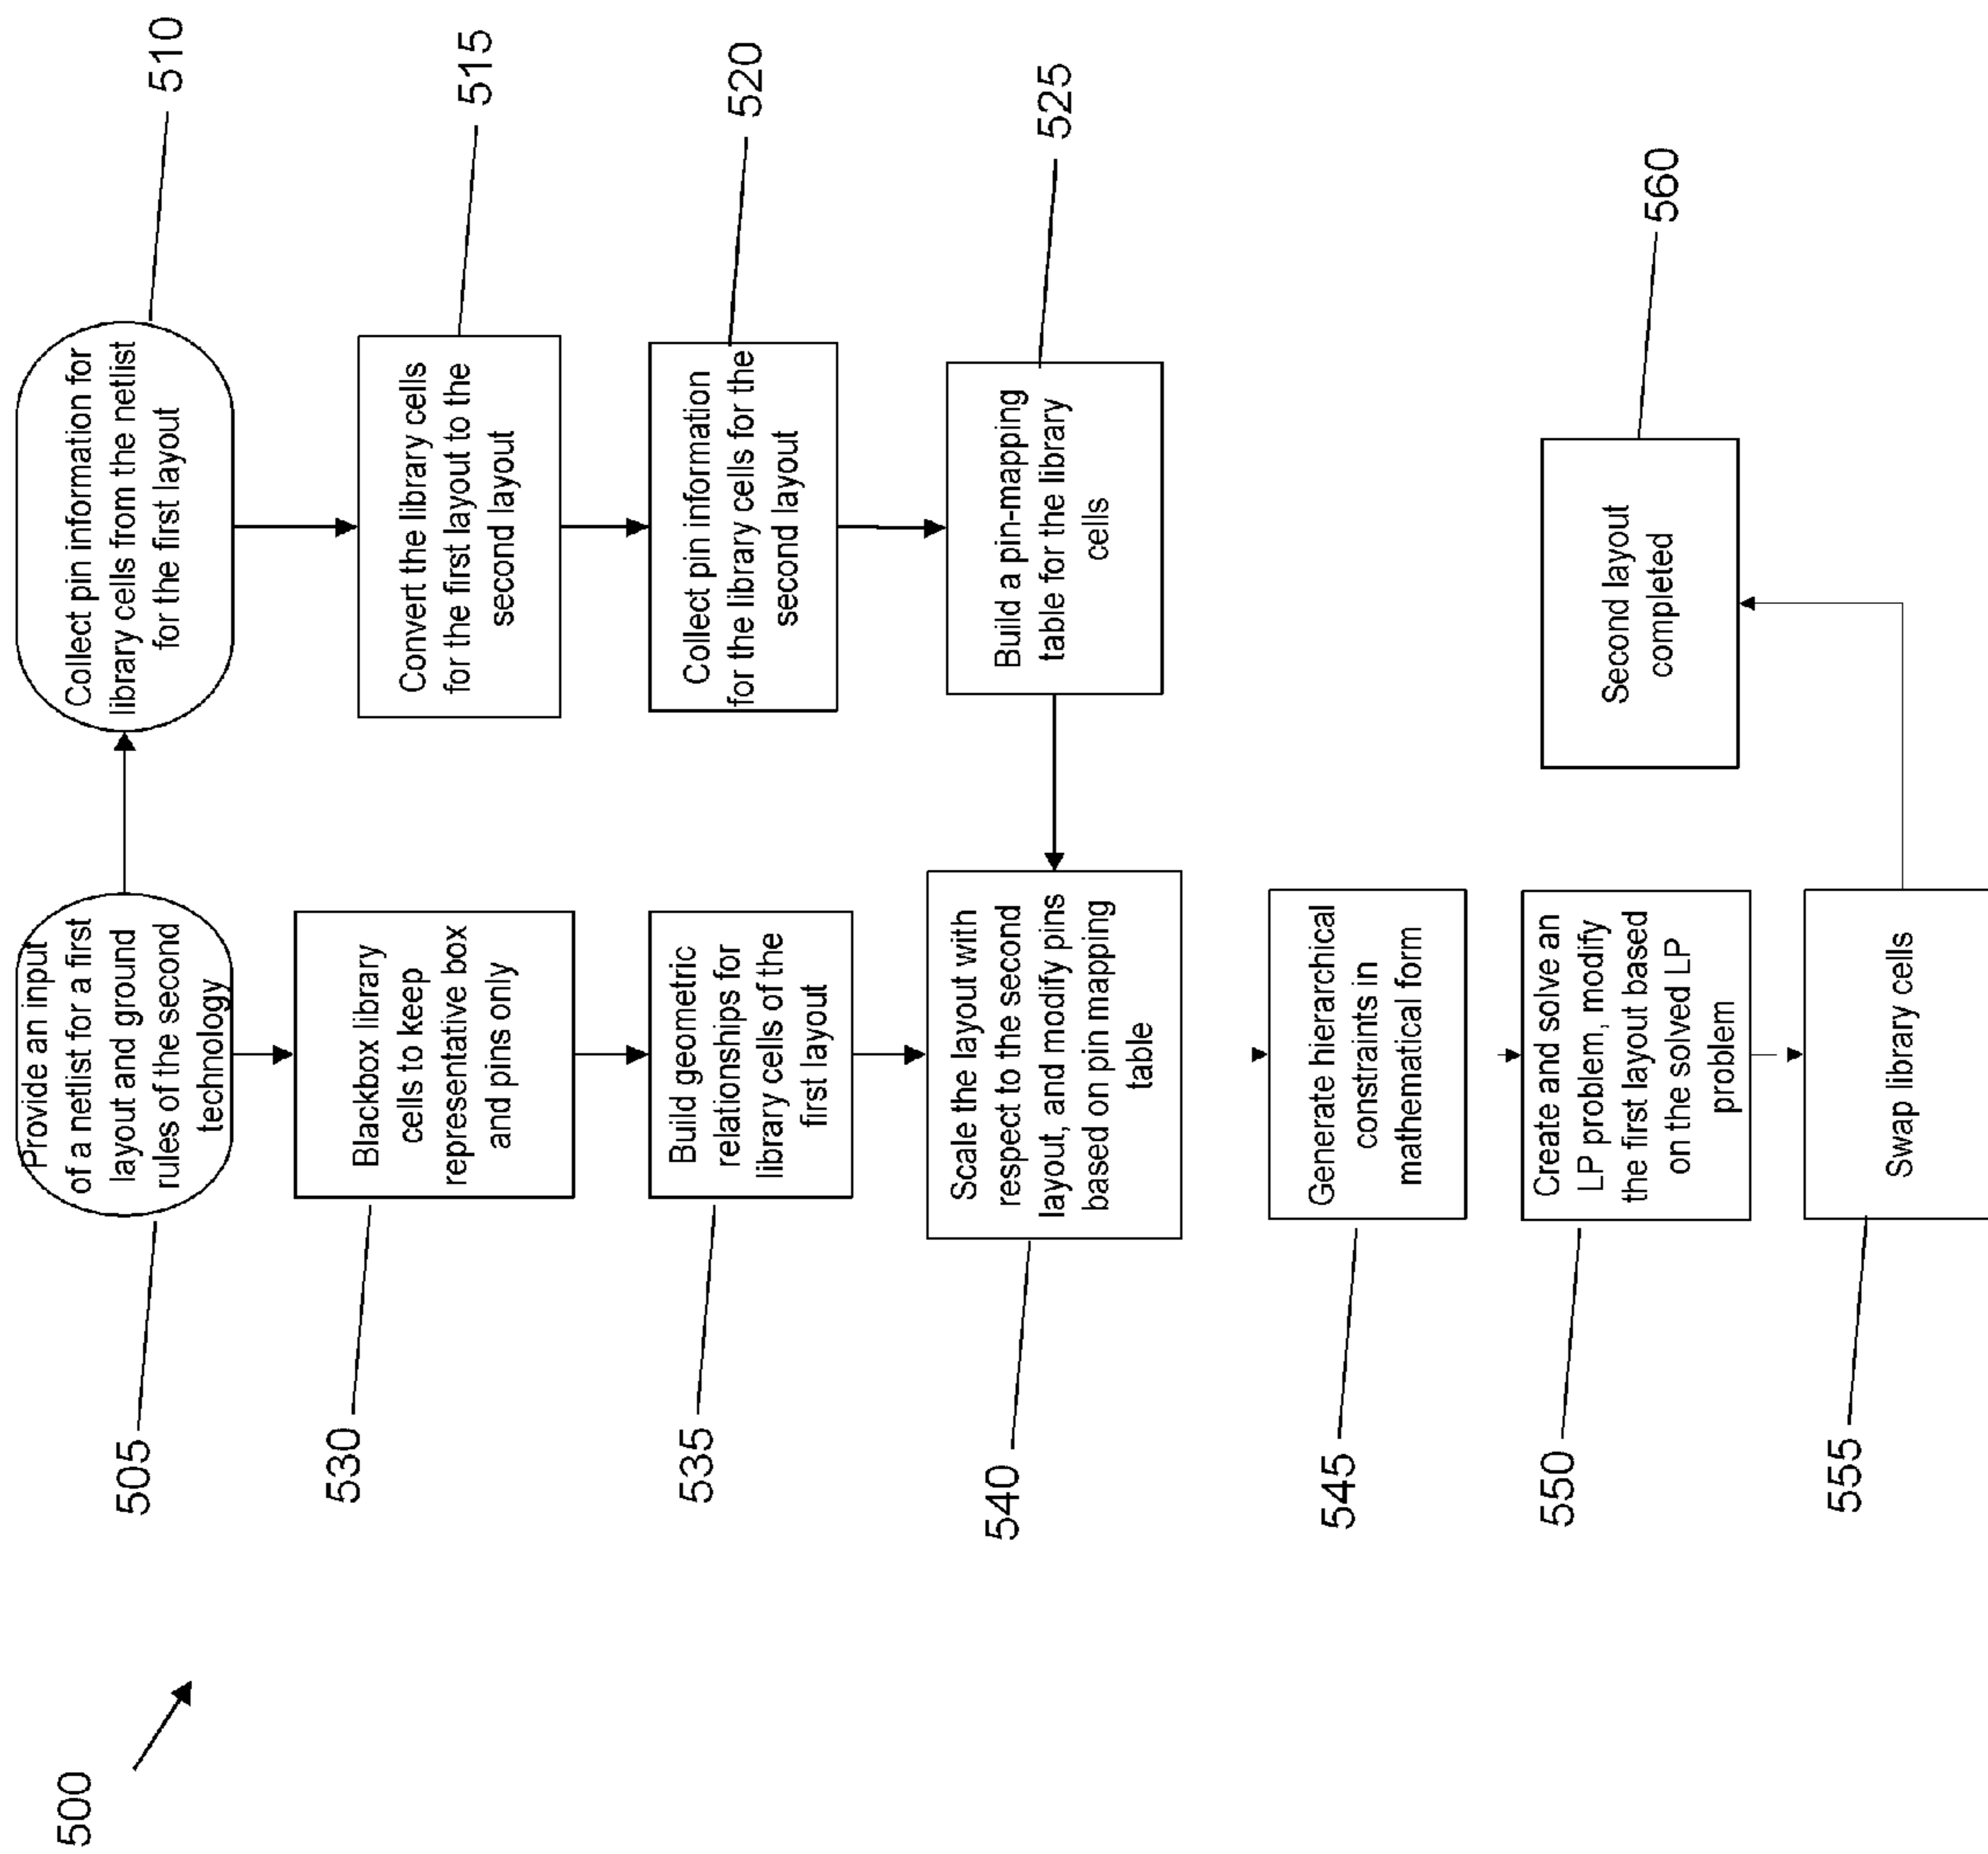 500
505
Provide an input
of a netlist for a first
layout and ground
rules of the second
technology
510
Collect pin information for
library cells from the netlist
for the first layout
530
Blackbox library
cells to keep
representative box
and pins only
515
Convert the library cells
for the first layout to the
second layout
535
Build geometric
relationships for
library cells of the
first layout
520
Collect pin information
for the library cells for the
second layout
540
Scale the layout with
respect to the second
layout, and modify pins
based on pin mapping
table
525
Build a pin-mapping
table for the library
cells
545
Generate hierarchical
constraints in
mathematical form
550
Create and solve an
LP problem, modify
the first layout based
on the solved LP
problem
555
Swap library cells
560
Second layout
completed